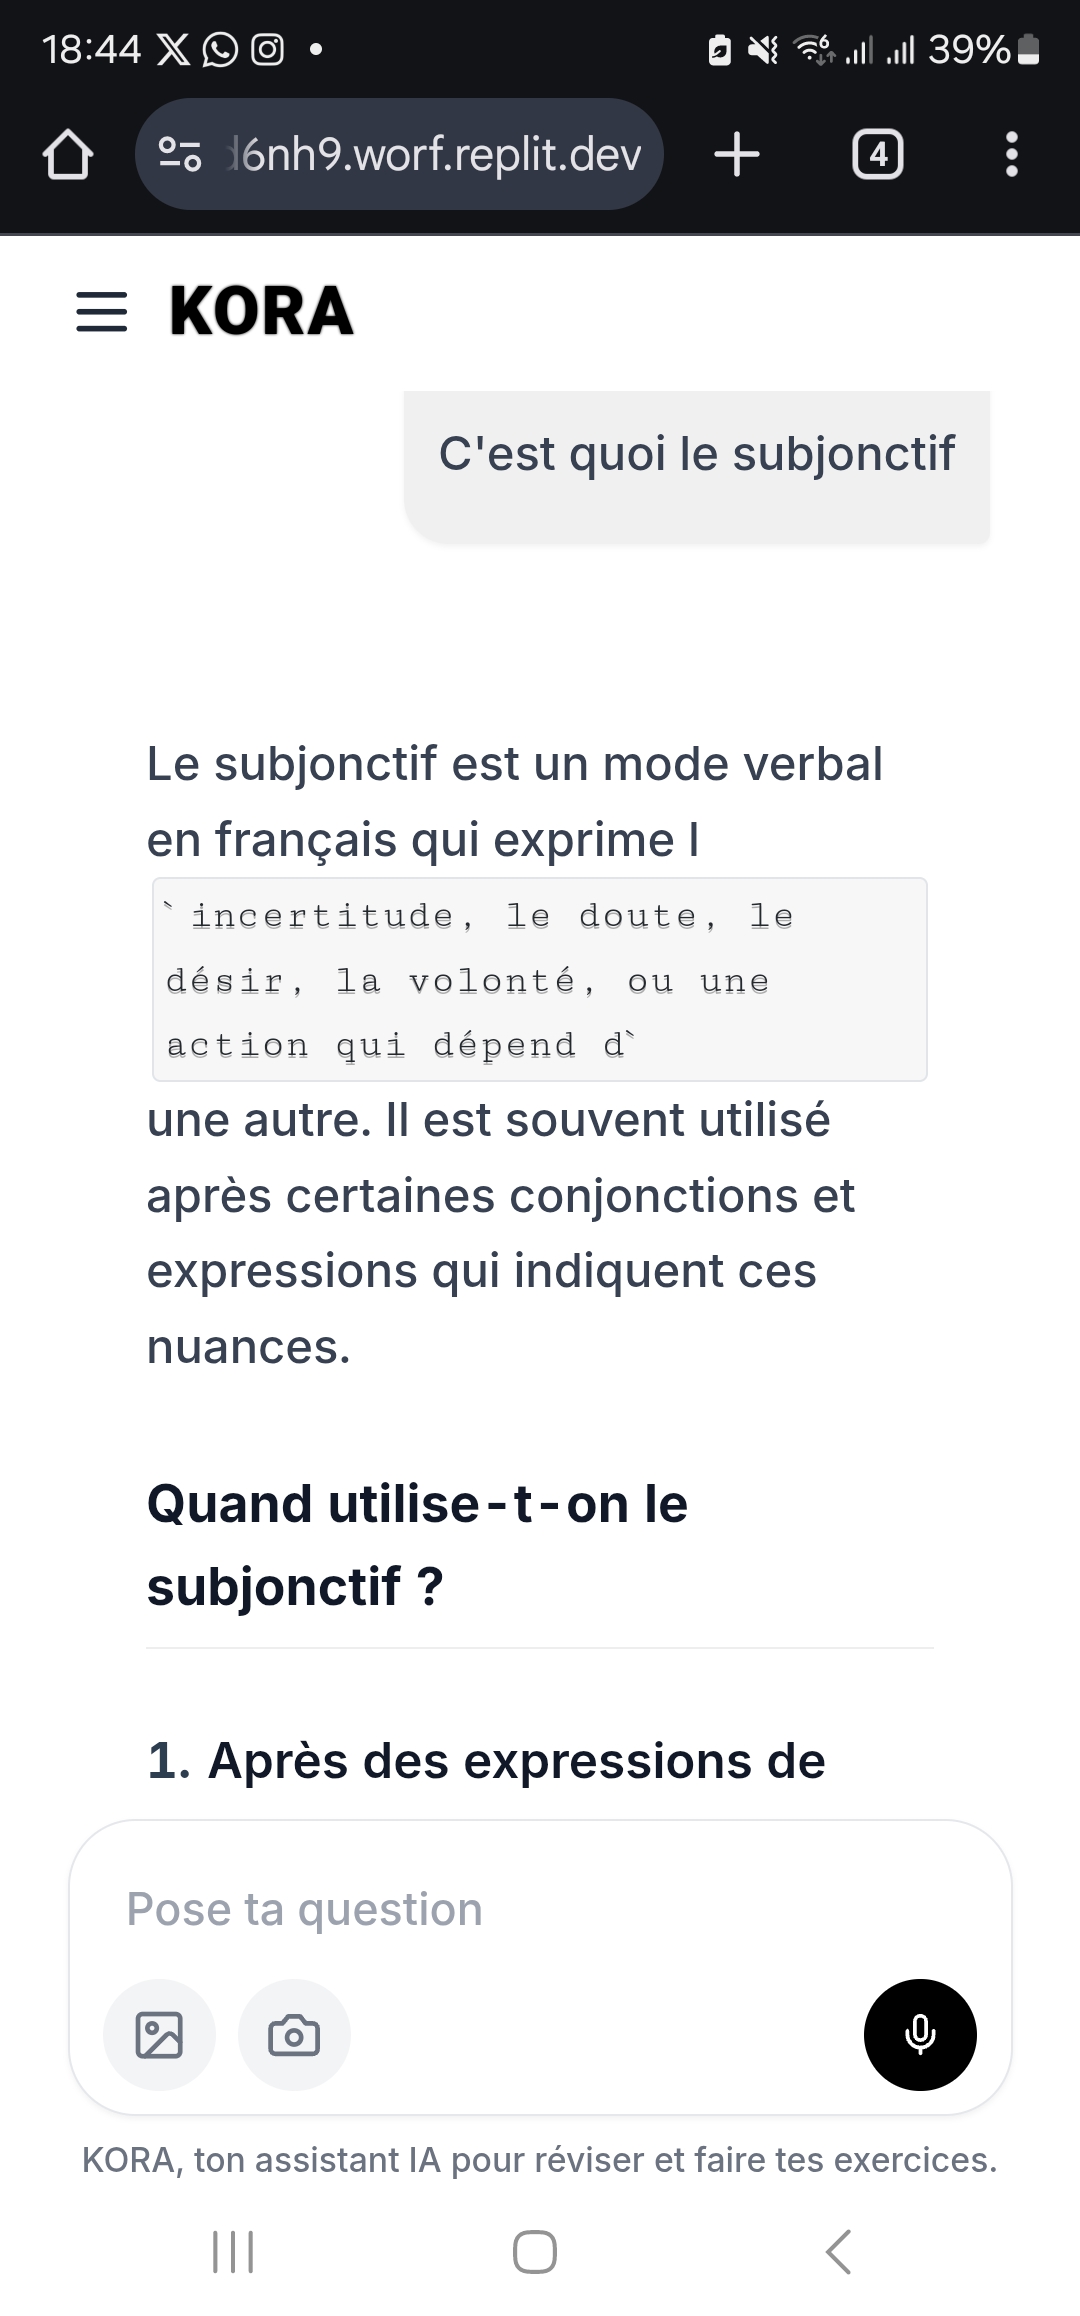 18:44
39%
d6nh9.worf.replit.dev
4
KORA
C'est quoi le subjonctif
Le subjonctif est un mode verbal
en français qui exprime l
`incertitude, le doute, le
désir, la volonté, ou une
action qui dépend d`
une autre. Il est souvent utilisé
après certaines conjonctions et
expressions qui indiquent ces
nuances.
Quand utilise-t-on le
subjonctif ?
1. Après des expressions de
Pose ta question
KORA, ton assistant IA pour réviser et faire tes exercices.